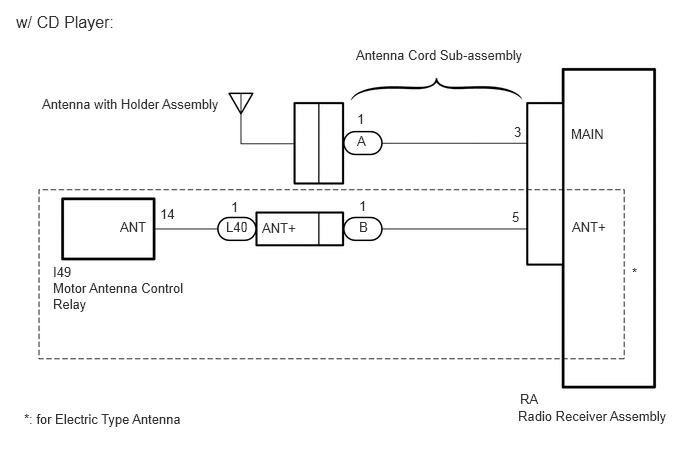 w/ CD Player:
Antenna Cord Sub-assembly
Antenna with Holder Assembly
1
A
3
MAIN
ANT
14
1
L40
ANT+
1
B
5
ANT+
I49
Motor Antenna Control
Relay
*
RA
Radio Receiver Assembly
*: for Electric Type Antenna